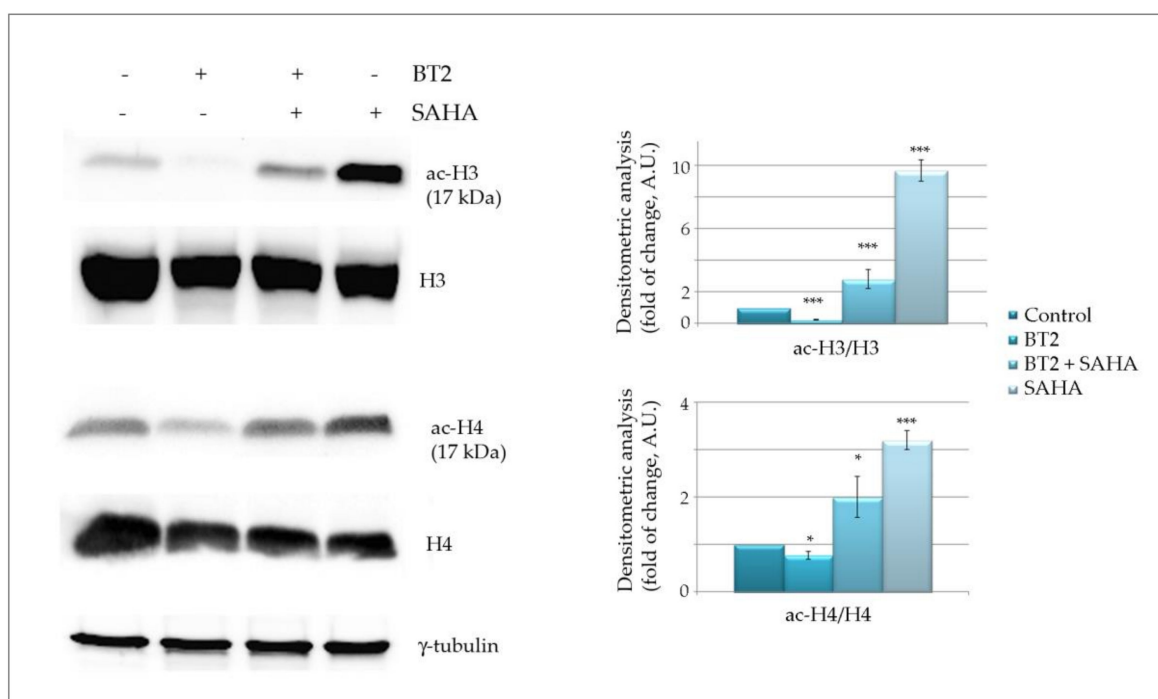 - + + - BT2
- - + + SAHA
ac-H3
(17 kDa)
H3
ac-H4
(17 kDa)
H4
γ-tubulin
Densitometric analysis
(fold of change, A.U.)
10
6
2
0
***
***
***
ac-H3/H3
Densitometric analysis
(fold of change, A.U.)
4
2
0
*
*
***
ac-H4/H4
Control
BT2
BT2 + SAHA
SAHA